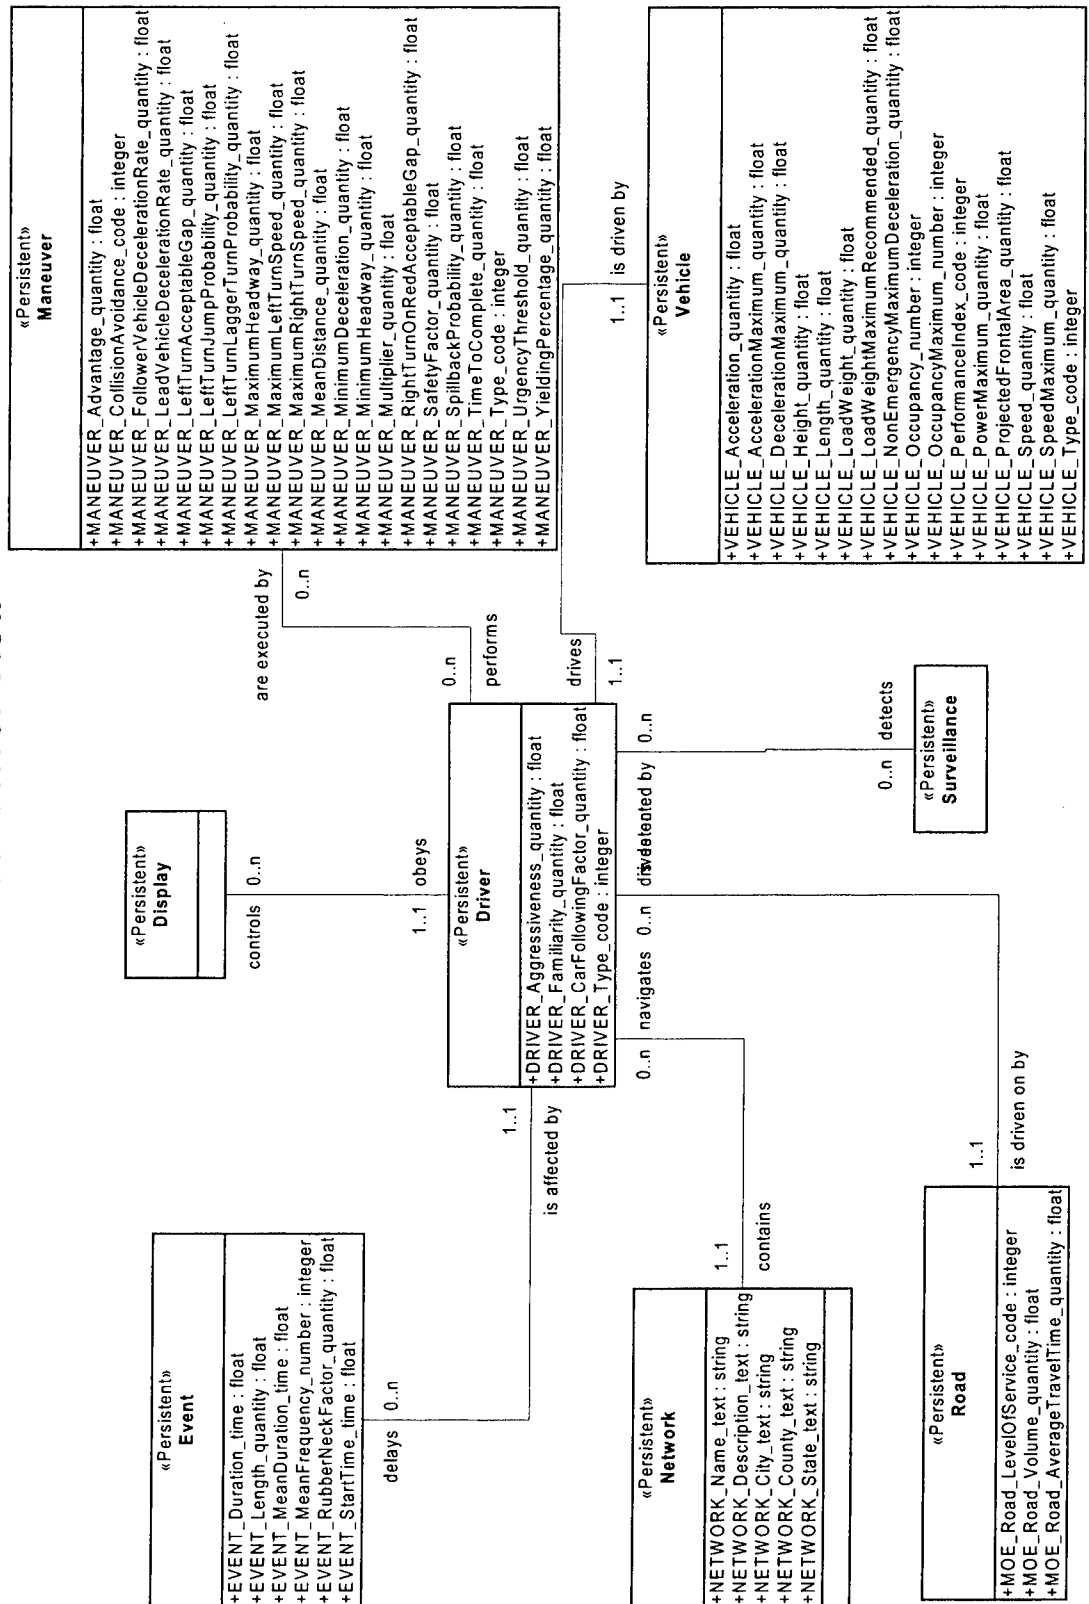 «Persistent»
Event
+EVENT_Duration_time : float
+EVENT_Length_quantity : float
+EVENT_MeanDuration_time : float
+EVENT_MeanFrequency_number : integer
+EVENT_RubberNeckFactor_quantity : float
+EVENT_StartTime_time : float
delays 0..n
is affected by
1..1
«Persistent»
Display
controls 0..n
1..1 obeys
«Persistent»
Maneuver
+MANEUVER_Advantage_quantity : float
+MANEUVER_CollisionAvoidance_code : integer
+MANEUVER_FollowerVehicleDecelerationRate_quantity : float
+MANEUVER_LeadVehicleDecelerationRate_quantity : float
+MANEUVER_LeftTurnAcceptableGap_quantity : float
+MANEUVER_LeftTurnJumpProbability_quantity : float
+MANEUVER_LeftTurnLaggerTurnProbability_quantity : float
+MANEUVER_MaximumHeadway_quantity : float
+MANEUVER_MaximumLeftTurnSpeed_quantity : float
+MANEUVER_MaximumRightTurnSpeed_quantity : float
+MANEUVER_MeanDistance_quantity : float
+MANEUVER_MinimumDeceleration_quantity : float
+MANEUVER_MinimumHeadway_quantity : float
+MANEUVER_Multiplier_quantity : float
+MANEUVER_RightTurnOnRedAcceptableGap_quantity : float
+MANEUVER_SafetyFactor_quantity : float
+MANEUVER_SpillbackProbability_quantity : float
+MANEUVER_TimeToComplete_quantity : float
+MANEUVER_Type_code : integer
+MANEUVER_UrgencyThreshold_quantity : float
+MANEUVER_YieldingPercentage_quantity : float
are executed by
0..n
0..n
performs
«Persistent»
Driver
+DRIVER_Aggressiveness_quantity : float
+DRIVER_Familiarity_quantity : float
+DRIVER_CarFollowingFactor_quantity : float
+DRIVER_Type_code : integer
drives
1..1
1..1 is driven by
0..n navigates
0..n
0..n
«Persistent»
Network
+NETWORK_Name_text : string
+NETWORK_Description_text : string
+NETWORK_City_text : string
+NETWORK_County_text : string
+NETWORK_State_text : string
1..1
contains
«Persistent»
Vehicle
+VEHICLE_Acceleration_quantity : float
+VEHICLE_AccelerationMaximum_quantity : float
+VEHICLE_DecelerationMaximum_quantity : float
+VEHICLE_Height_quantity : float
+VEHICLE_Length_quantity : float
+VEHICLE_LoadWeight_quantity : float
+VEHICLE_LoadWeightMaximumRecommended_quantity : float
+VEHICLE_NonEmergencyMaximumDeceleration_quantity : float
+VEHICLE_Occupancy_number : integer
+VEHICLE_OccupancyMaximum_number : integer
+VEHICLE_PerformanceIndex_code : integer
+VEHICLE_PowerMaximum_quantity : float
+VEHICLE_ProjectedFrontalArea_quantity : float
+VEHICLE_Speed_quantity : float
+VEHICLE_SpeedMaximum_quantity : float
+VEHICLE_Type_code : integer
0..n detects
«Persistent»
Surveillance
«Persistent»
Road
+MOE_Road_LevelOfService_code : integer
+MOE_Road_Volume_quantity : float
+MOE_Road_AverageTravelTime_quantity : float
1..1
is driven on by